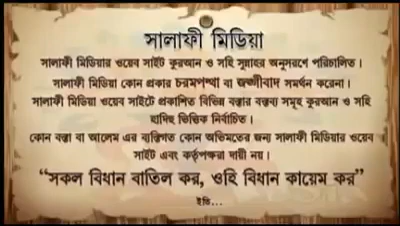 সালাফী মিডিয়া
সালাফী মিডিয়ার ওয়েব সাইট কুরআন ও সহি সুন্নাহর অনুসরণে পরিচালিত।
সালাফী মিডিয়া কোন প্রকার চরমপন্থা বা জঙ্গীবাদ সমর্থন করেনা।
সালাফী মিডিয়া ওয়েব সাইটে প্রকাশিত বিভিন্ন বক্তার বক্তব্য সমূহ কুরআন ও সহি
হাদিছ ভিত্তিক নির্বাচিত।
কোন বক্তা বা আলেম এর ব্যক্তিগত কোন অভিমতের জন্য সালাফী মিডিয়ার ওয়েব
সাইট এবং কর্তৃপক্ষরা দায়ী নয়।
“সকল বিধান বাতিল কর, ওহি বিধান কায়েম কর”
ইতি...